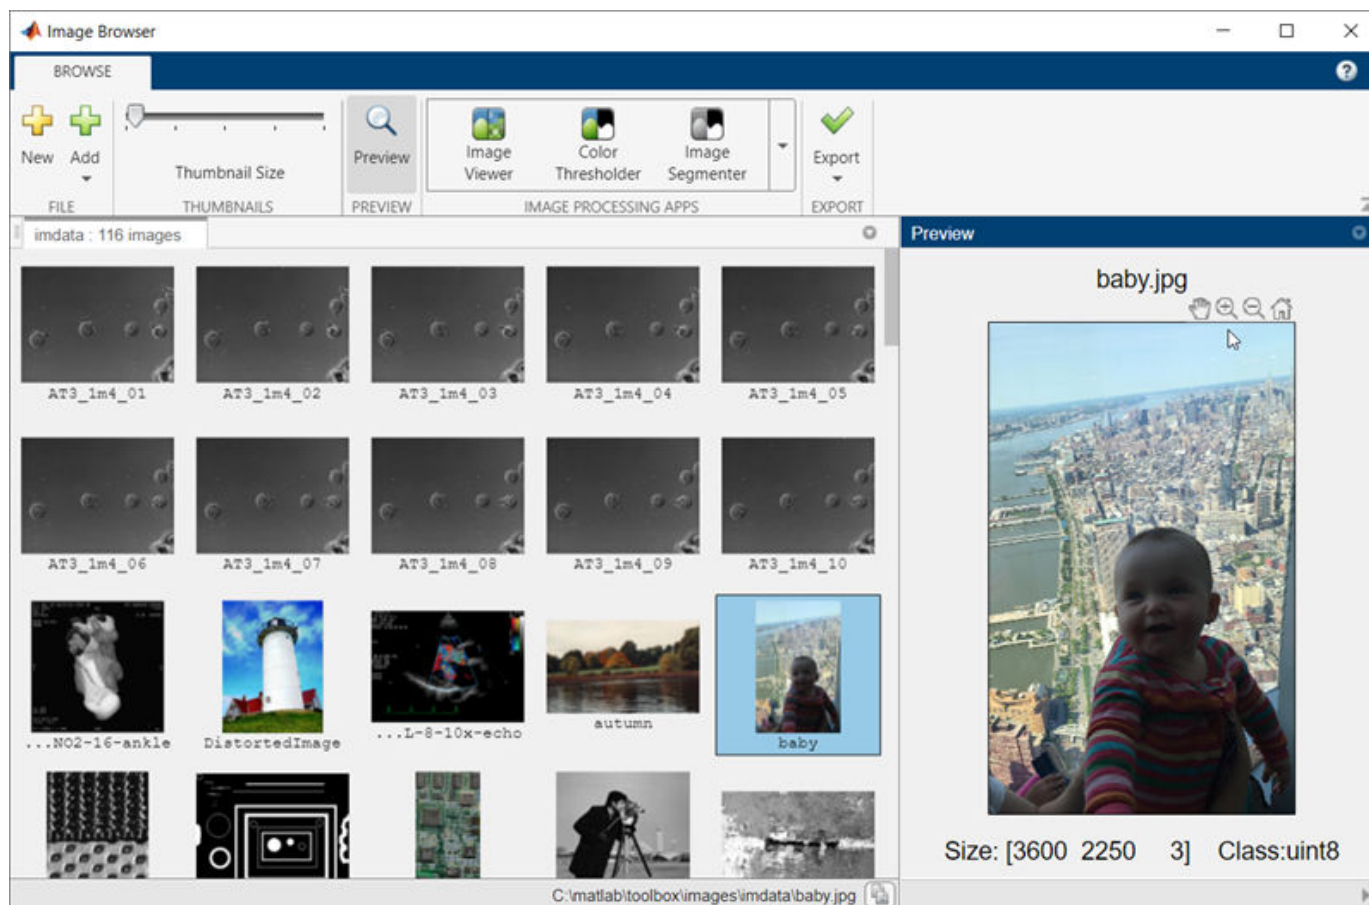 Image Browser
BROWSE
New
Add
Thumbnail Size
Preview
Image Viewer
Color Thresholder
Image Segmenter
Export
FILE
THUMBNAILS
PREVIEW
IMAGE PROCESSING APPS
EXPORT
imdata : 116 images
AT3_1m4_01
AT3_1m4_02
AT3_1m4_03
AT3_1m4_04
AT3_1m4_05
AT3_1m4_06
AT3_1m4_07
AT3_1m4_08
AT3_1m4_09
AT3_1m4_10
...NO2-16-ankle
DistortedImage
...L-8-10x-echo
autumn
baby
Preview
baby.jpg
Size: [3600 2250 3] Class:uint8
C:\matlab\toolbox\images\imdata\baby.jpg